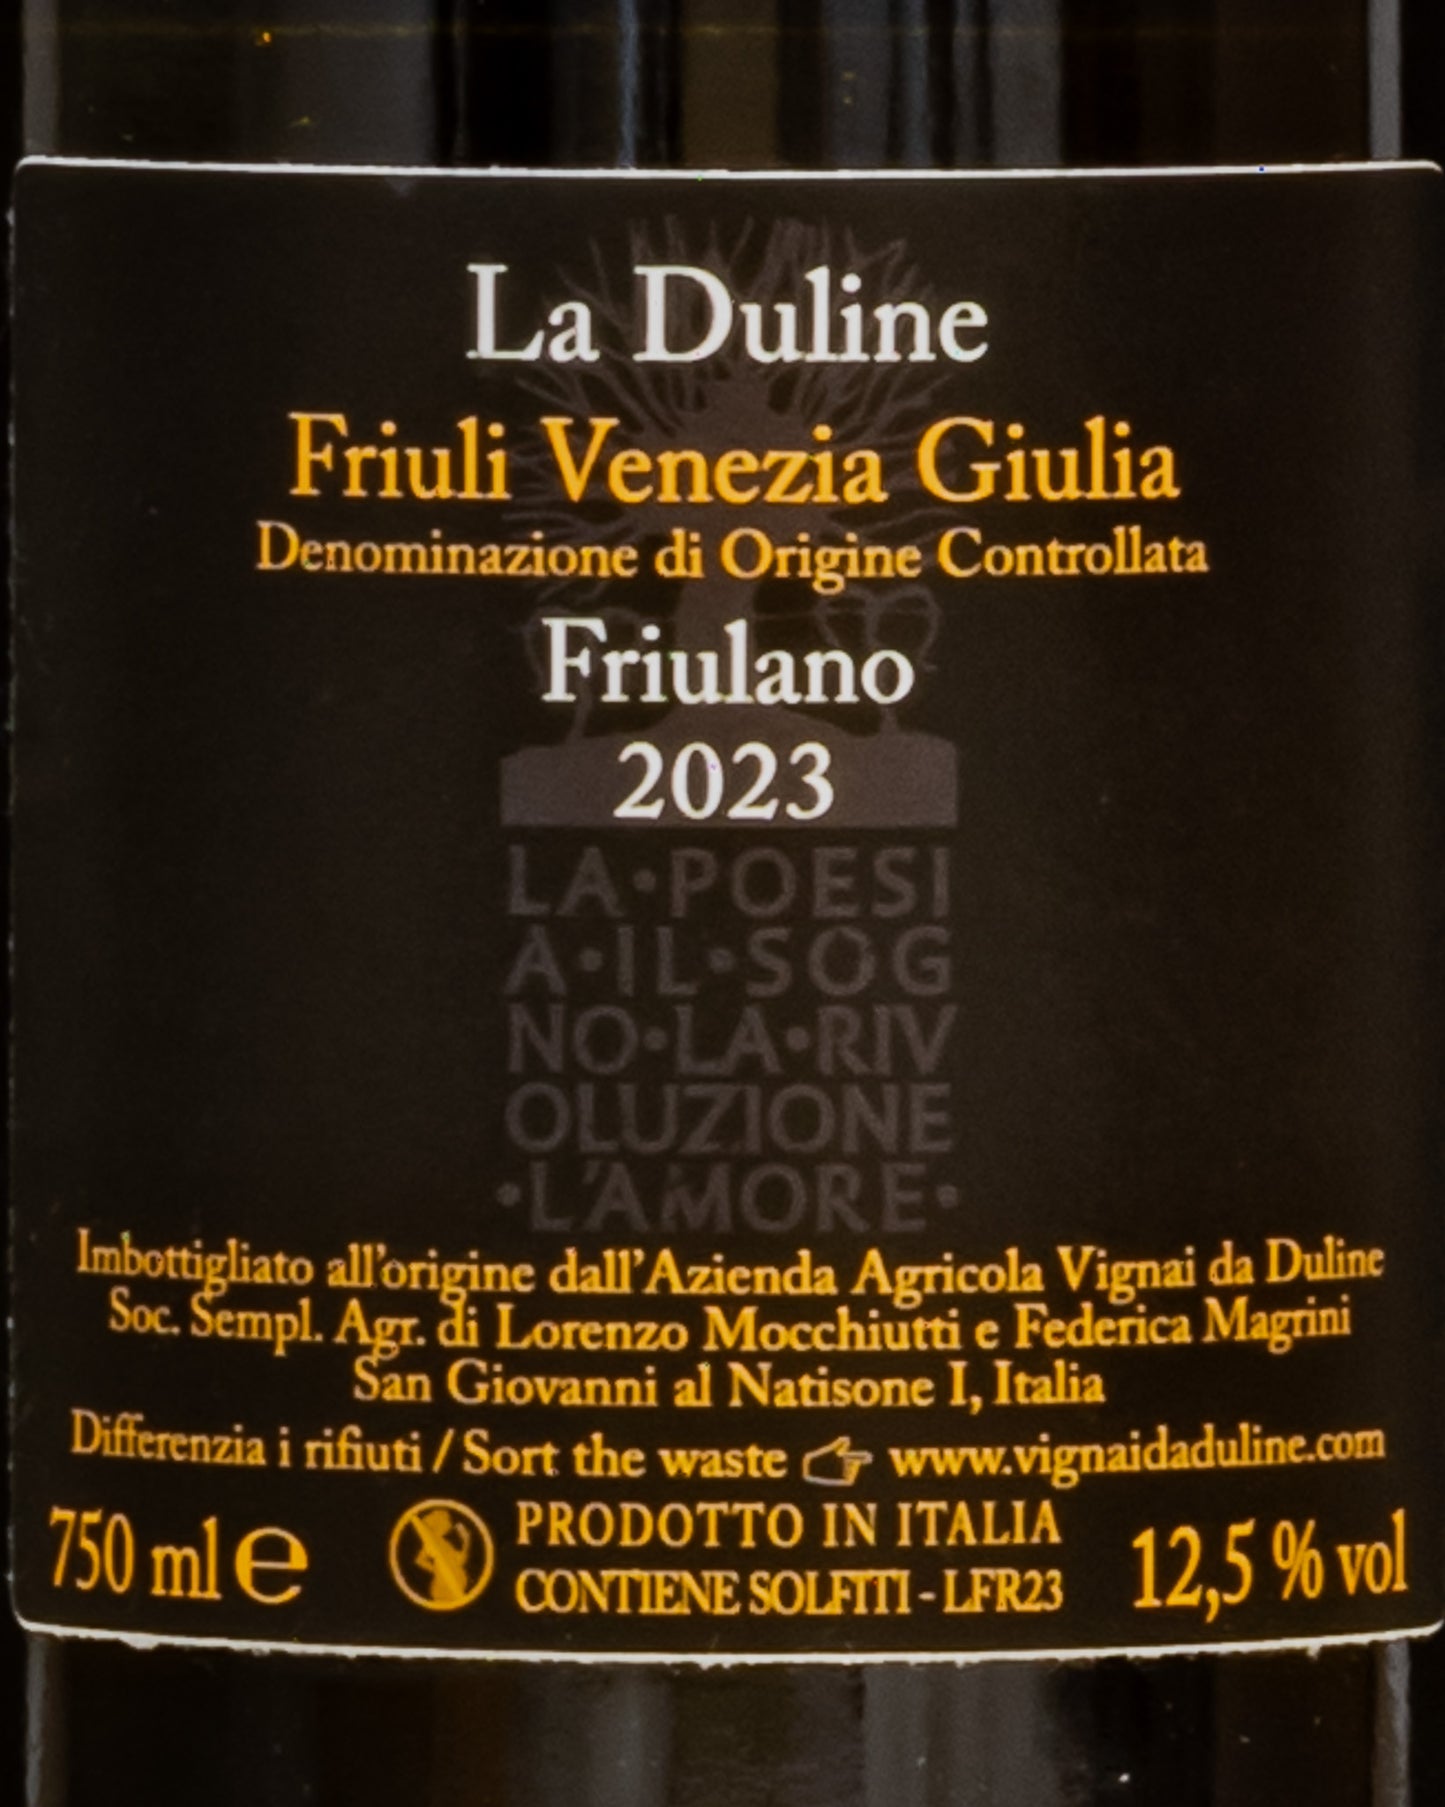 La Duline
Friuli Venezia Giulia
Denominazione di Origine Controllata
Friulano
2023
LA·POESI
A·IL·SOG
NO·LA·RIV
OLUZIONE
·L'AMORE·
Imbottigliato all'origine dall'Azienda Agricola Vignai da Duline
Soc. Sempl. Agr. di Lorenzo Mocchiutti e Federica Magrini
San Giovanni al Natisone I, Italia
Differenzia i rifiuti / Sort the waste www.vignaidaduline.com
750 ml e PRODOTTO IN ITALIA 12,5 % vol
CONTIENE SOLFITI - LFR23